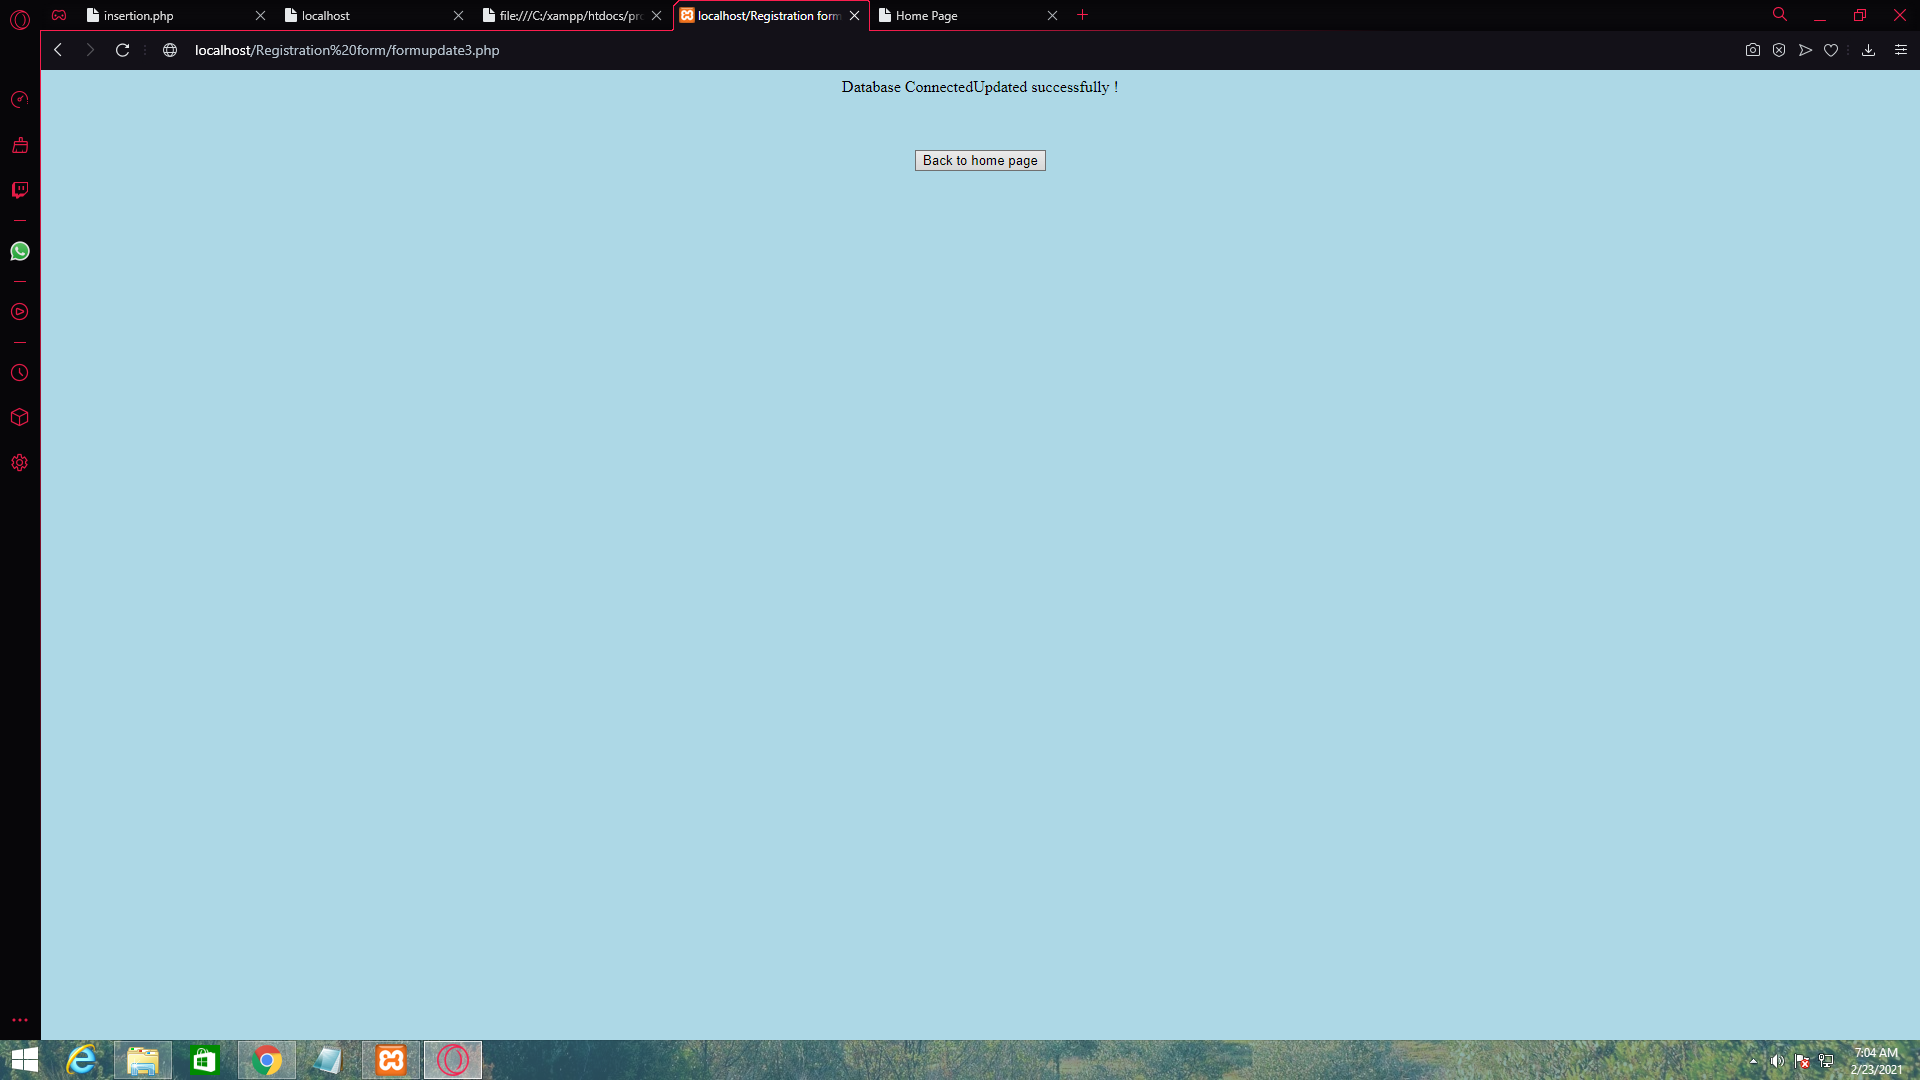 insertion.php
localhost
file:///C:/xampp/htdocs/pro
localhost/Registration form
Home Page
localhost/Registration%20form/formupdate3.php
Database ConnectedUpdated successfully !
Back to home page
7:04 AM
2/23/2021